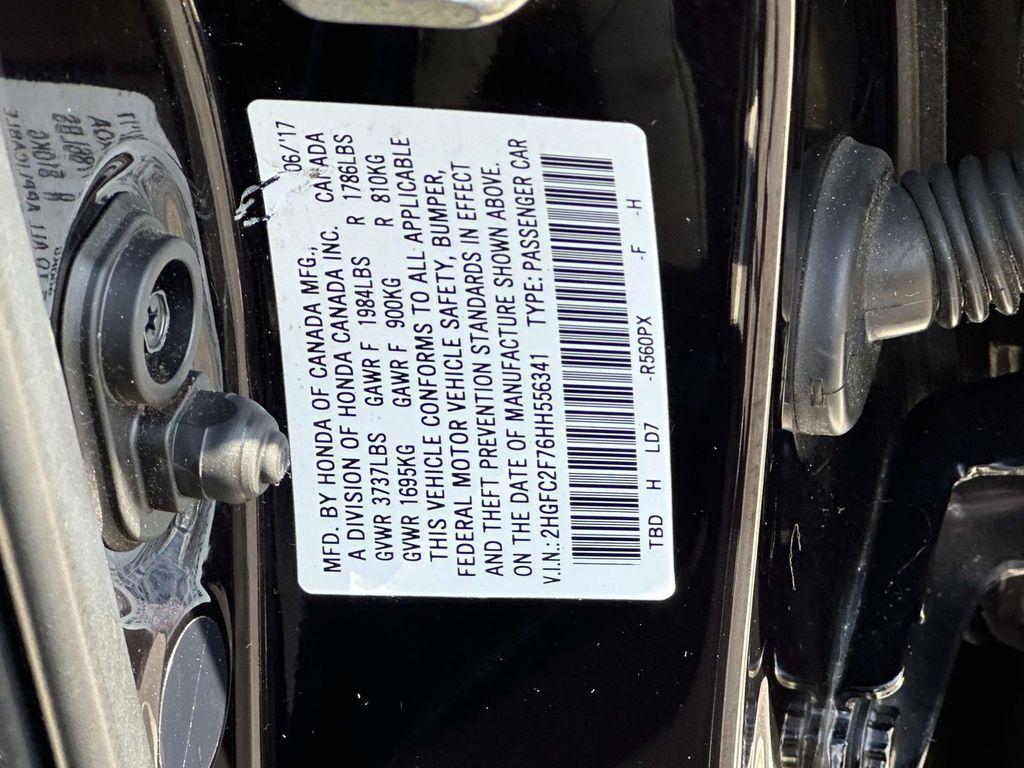 06/17
MFD. BY HONDA OF CANADA MFG.,
A DIVISION OF HONDA CANADA INC. CANADA
GVWR 3737LBS GAWR F 1984LBS R 1786LBS
GVWR 1695KG GAWR F 900KG R 810KG
THIS VEHICLE CONFORMS TO ALL APPLICABLE
FEDERAL MOTOR VEHICLE SAFETY, BUMPER,
AND THEFT PREVENTION STANDARDS IN EFFECT
ON THE DATE OF MANUFACTURE SHOWN ABOVE.
V.I.N.: 2HGFC2F76HH556341 TYPE: PASSENGER CAR
TBD H LD7 -R560PX -F -H